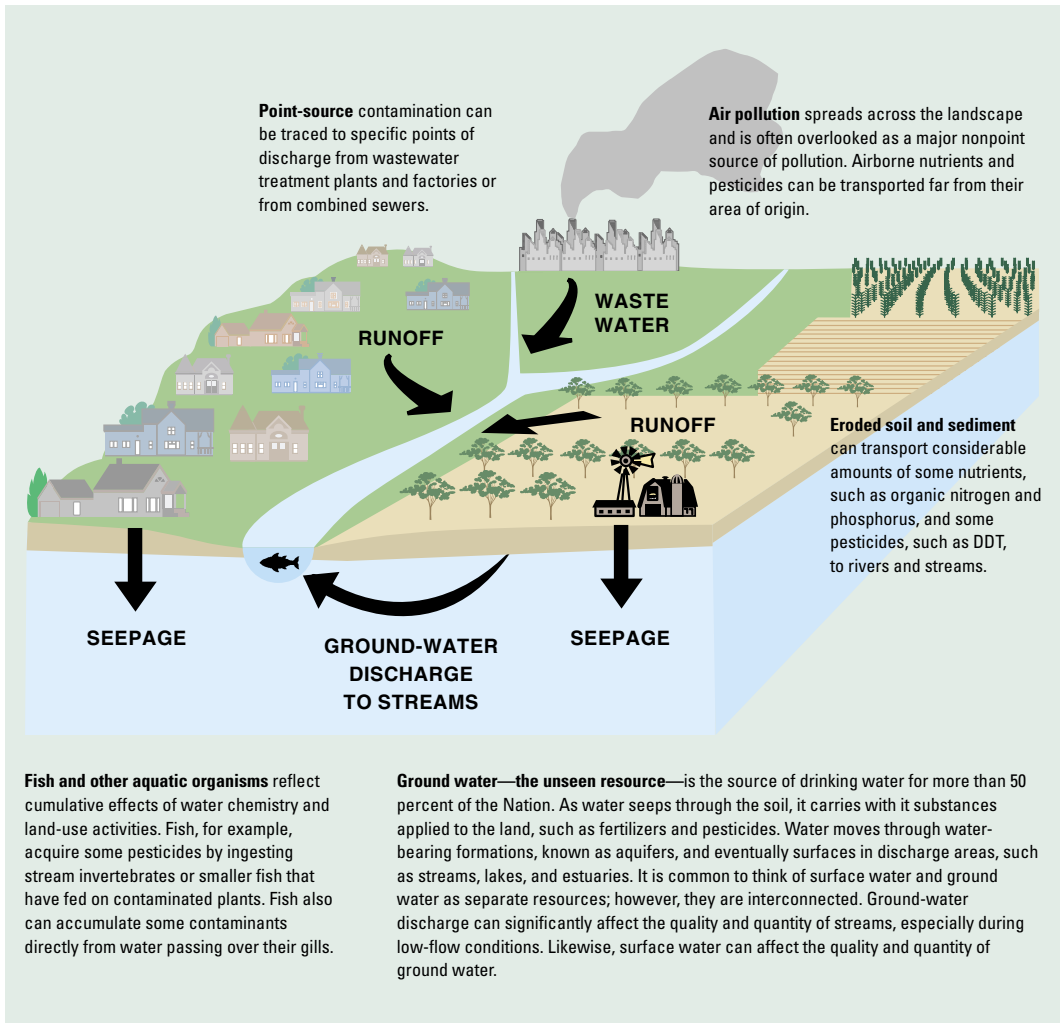 Point-source contamination can
be traced to specific points of
discharge from wastewater
treatment plants and factories or
from combined sewers.
Air pollution spreads across the landscape
and is often overlooked as a major nonpoint
source of pollution. Airborne nutrients and
pesticides can be transported far from their
area of origin.
WASTE
WATER
RUNOFF
RUNOFF
Eroded soil and sediment
can transport considerable
amounts of some nutrients,
such as organic nitrogen and
phosphorus, and some
pesticides, such as DDT,
to rivers and streams.
SEEPAGE
GROUND-WATER
DISCHARGE
TO STREAMS
SEEPAGE
Fish and other aquatic organisms reflect
cumulative effects of water chemistry and
land-use activities. Fish, for example,
acquire some pesticides by ingesting
stream invertebrates or smaller fish that
have fed on contaminated plants. Fish also
can accumulate some contaminants
directly from water passing over their gills.
Ground water—the unseen resource—is the source of drinking water for more than 50
percent of the Nation. As water seeps through the soil, it carries with it substances
applied to the land, such as fertilizers and pesticides. Water moves through water-
bearing formations, known as aquifers, and eventually surfaces in discharge areas, such
as streams, lakes, and estuaries. It is common to think of surface water and ground
water as separate resources; however, they are interconnected. Ground-water
discharge can significantly affect the quality and quantity of streams, especially during
low-flow conditions. Likewise, surface water can affect the quality and quantity of
ground water.